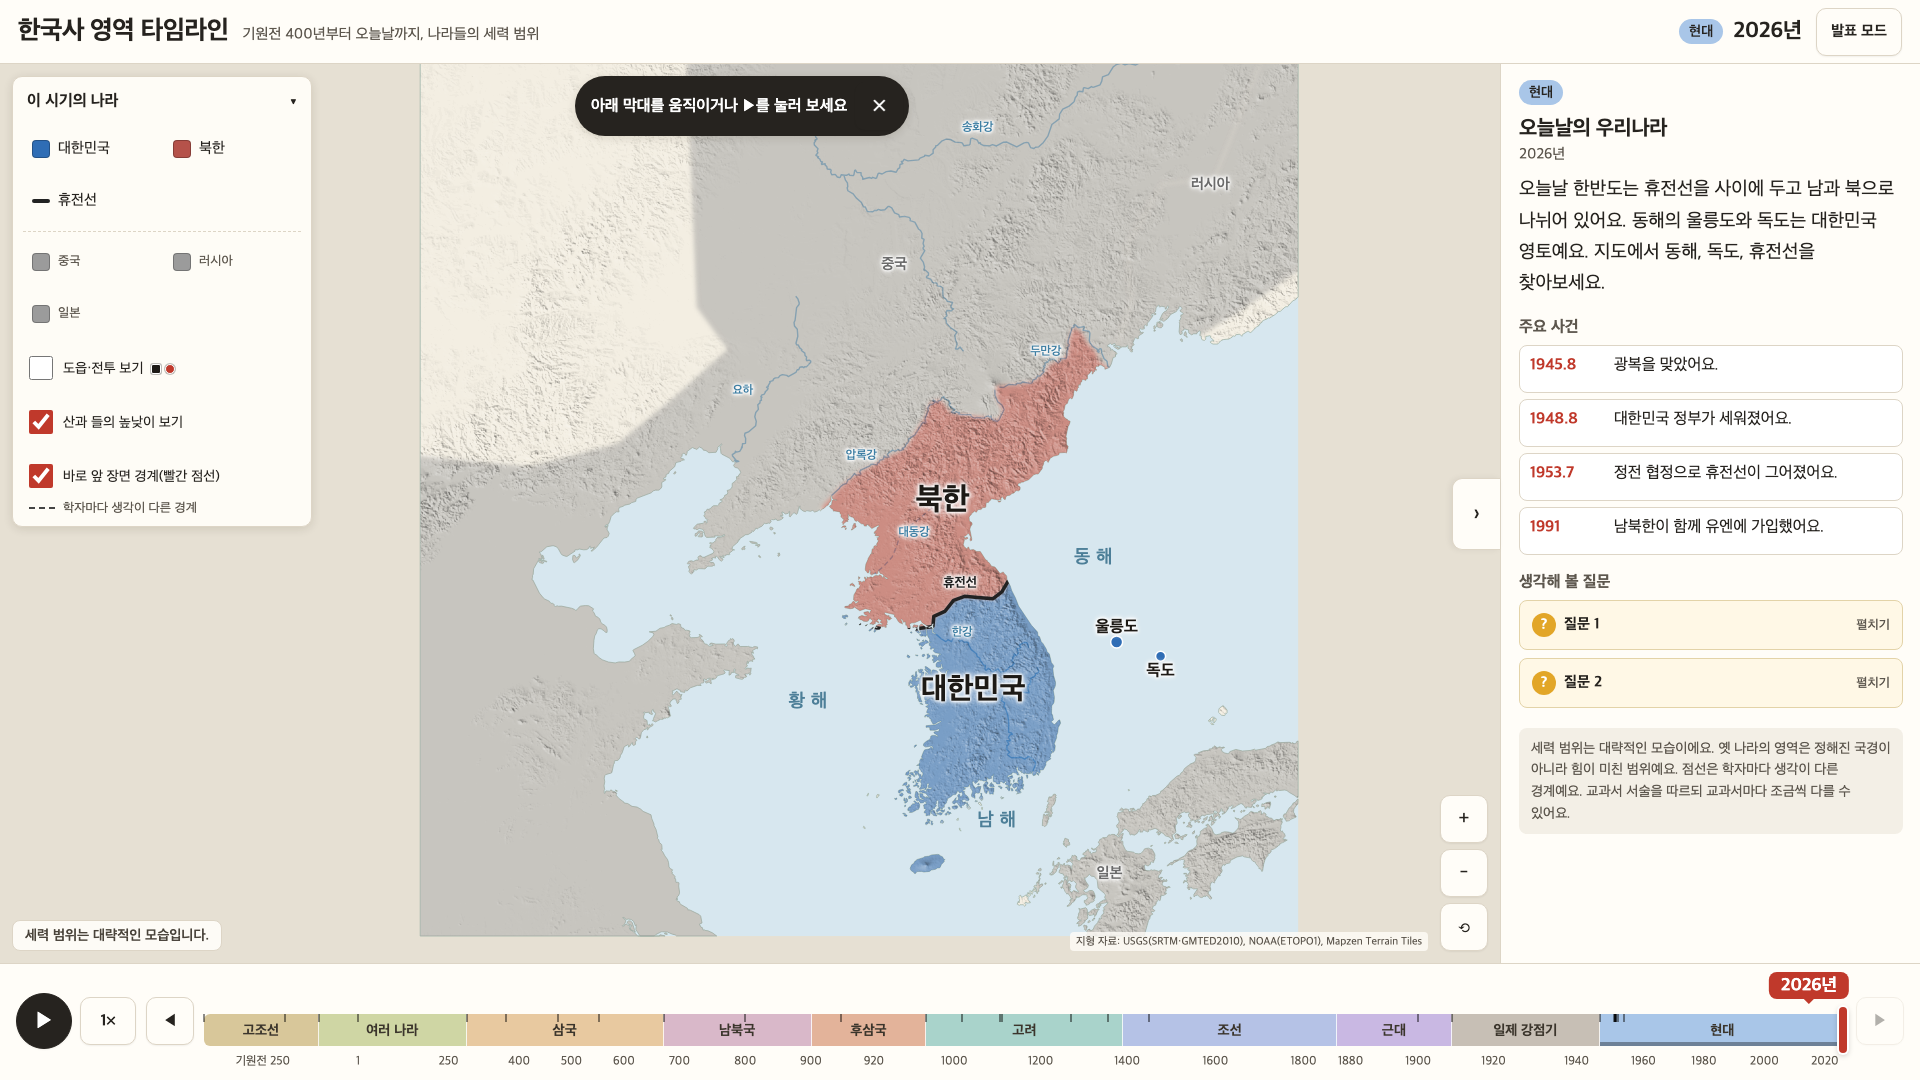 한국사 영역 타임라인
기원전 400년부터 오늘날까지, 나라들의 세력 범위
현대
2026년
발표 모드
이 시기의 나라
▼
대한민국
북한
휴전선
중국
러시아
일본
도읍·전투 보기
산과 들의 높낮이 보기
바로 앞 장면 경계(빨간 점선)
학자마다 생각이 다른 경계
세력 범위는 대략적인 모습입니다.
아래 막대를 움직이거나 ▶를 눌러 보세요 ✕
송화강
러시아
중국
두만강
요하
압록강
북한
대동강
동 해
휴전선
울릉도
한강
독도
대한민국
황 해
남 해
일본
›
+
−
⟲
지형 자료: USGS(SRTM·GMTED2010), NOAA(ETOPO1), Mapzen Terrain Tiles
현대
오늘날의 우리나라
2026년
오늘날 한반도는 휴전선을 사이에 두고 남과 북으로
나뉘어 있어요. 동해의 울릉도와 독도는 대한민국
영토예요. 지도에서 동해, 독도, 휴전선을
찾아보세요.
주요 사건
1945.8 광복을 맞았어요.
1948.8 대한민국 정부가 세워졌어요.
1953.7 정전 협정으로 휴전선이 그어졌어요.
1991 남북한이 함께 유엔에 가입했어요.
생각해 볼 질문
? 질문 1 펼치기
? 질문 2 펼치기
세력 범위는 대략적인 모습이에요. 옛 나라의 영역은 정해진 국경이
아니라 힘이 미친 범위예요. 점선은 학자마다 생각이 다른
경계예요. 교과서 서술을 따르되 교과서마다 조금씩 다를 수
있어요.
2026년
1×
고조선 여러 나라 삼국 남북국 후삼국 고려 조선 근대 일제 강점기 현대
기원전 250 1 250 400 500 600 700 800 900 920 1000 1200 1400 1600 1800 1880 1900 1920 1940 1960 1980 2000 2020